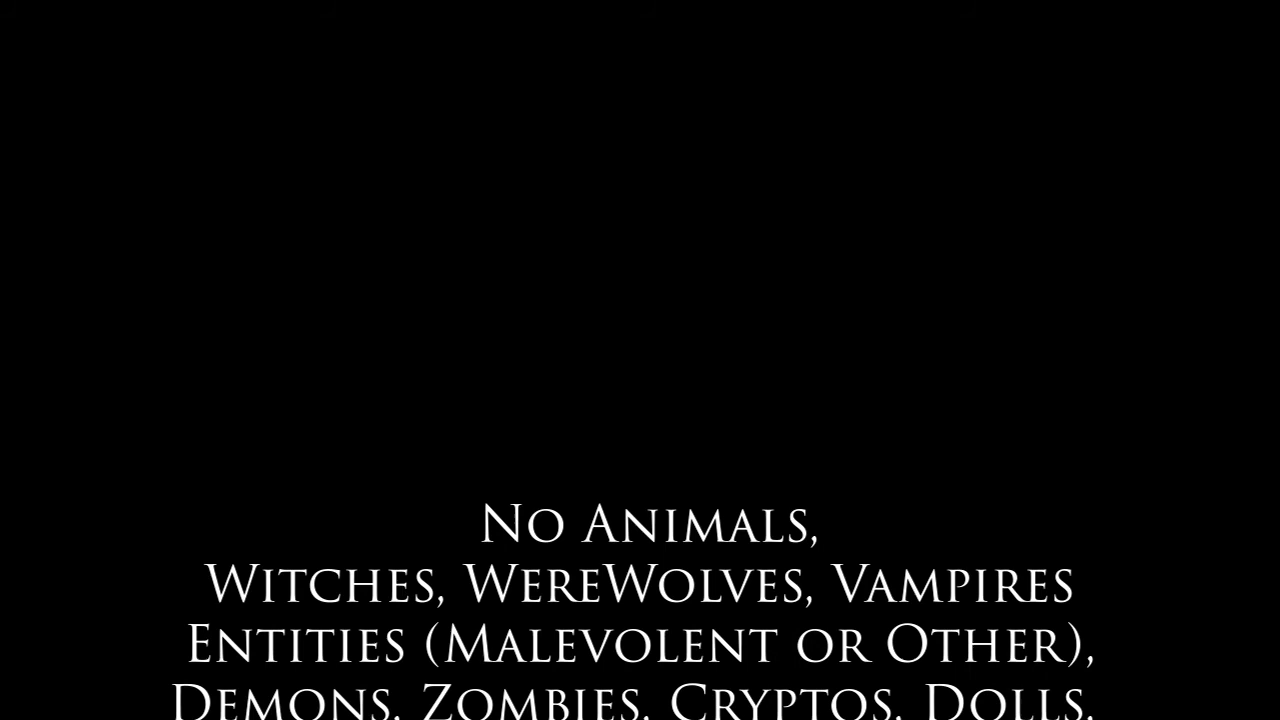 No Animals,
Witches, WereWolves, Vampires
Entities (Malevolent or Other),
Demons, Zombies, Cryptos, Dolls,